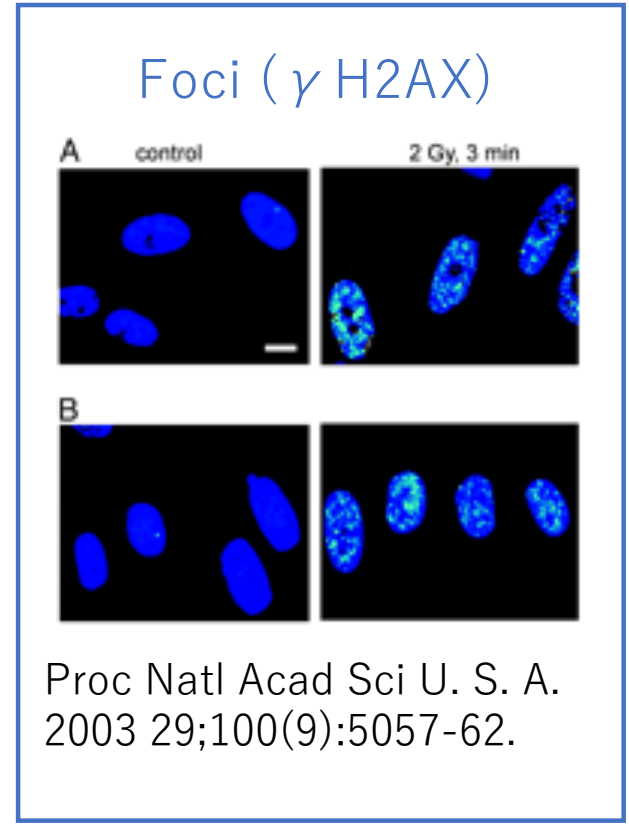 Foci (γH2AX)
A
control
2 Gy, 3 min
B
Proc Natl Acad Sci U. S. A.
2003 29;100(9):5057-62.